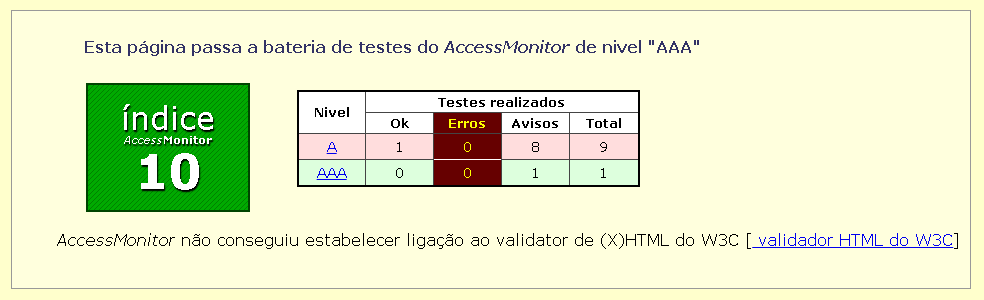 Esta página passa a bateria de testes do AccessMonitor de nivel "AAA"
índice
AccessMonitor
10
Nivel Testes realizados
Ok Erros Avisos Total
A 1 0 8 9
AAA 0 0 1 1
AccessMonitor não conseguiu estabelecer ligação ao validator de (X)HTML do W3C [ validador HTML do W3C]